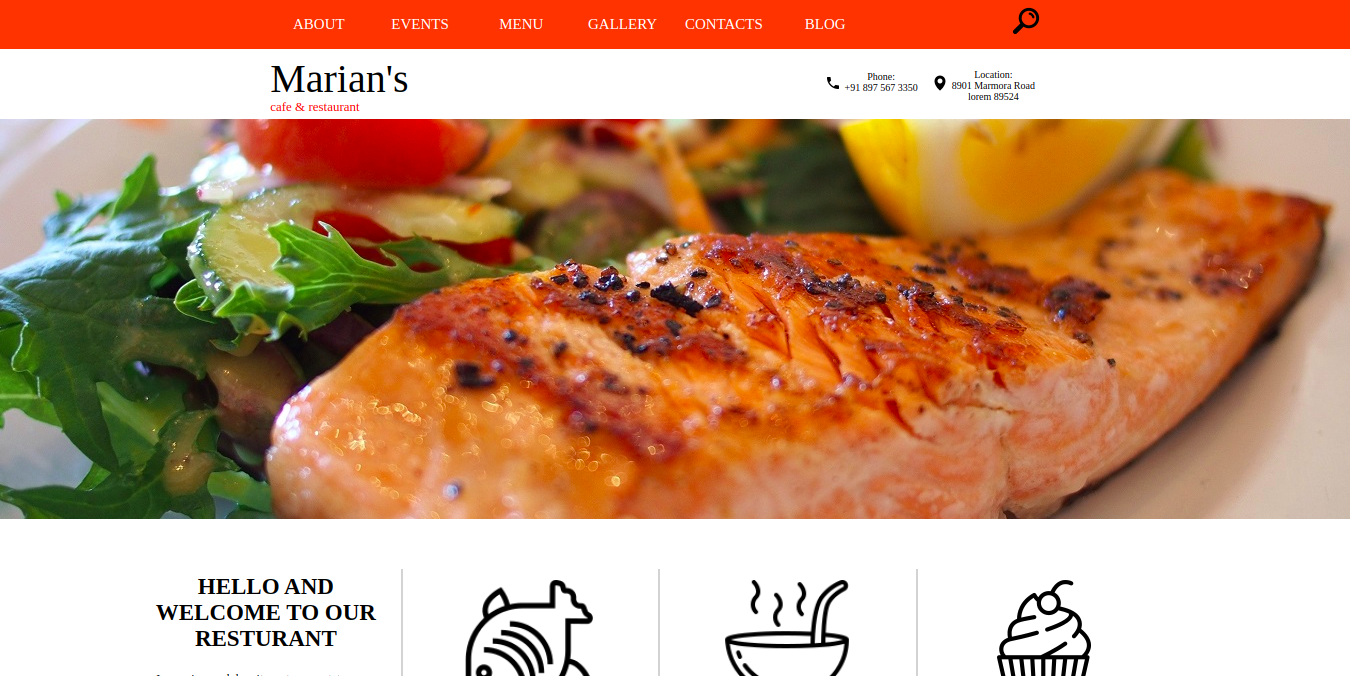 ABOUT EVENTS MENU GALLERY CONTACTS BLOG
Marian's
cafe & restaurant
Phone:
+91 897 567 3350
Location:
8901 Marmora Road
lorem 89524
HELLO AND
WELCOME TO OUR
RESTURANT